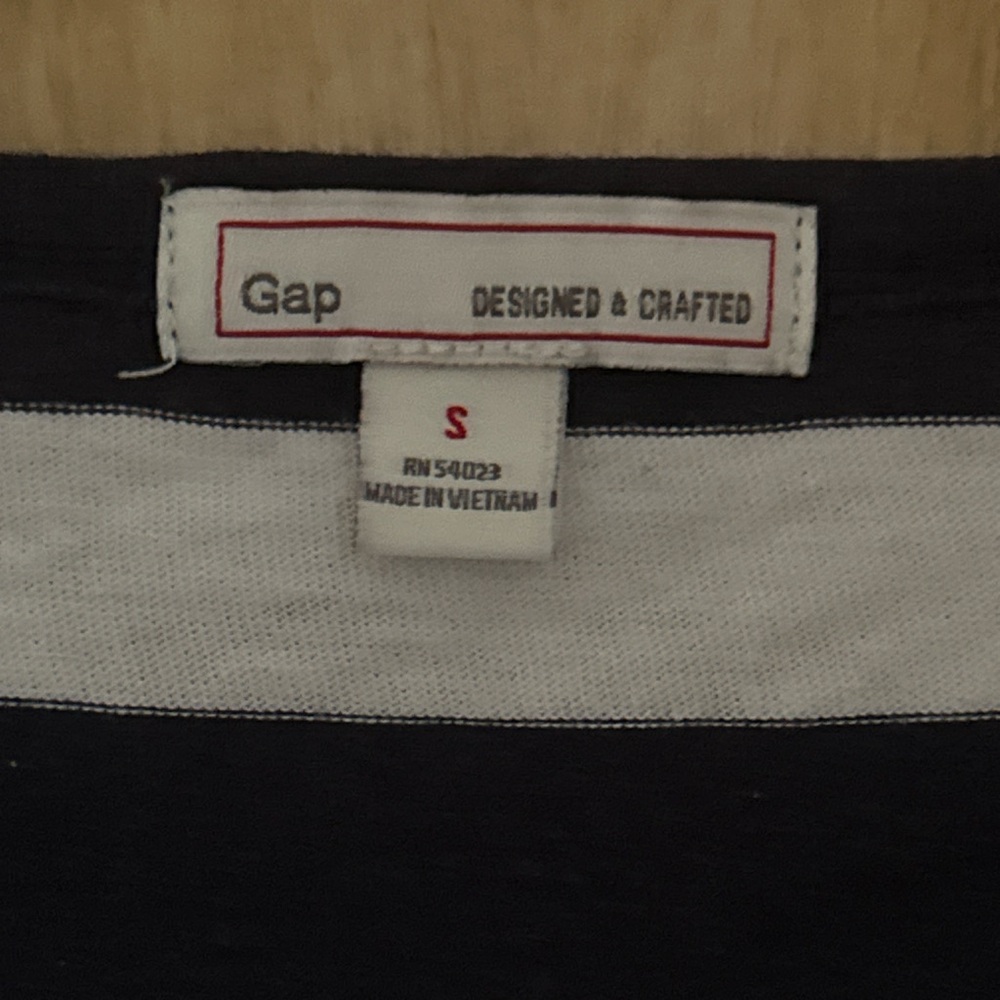 Gap DESIGNED & CRAFTED
S
RN 54023
MADE IN VIETNAM